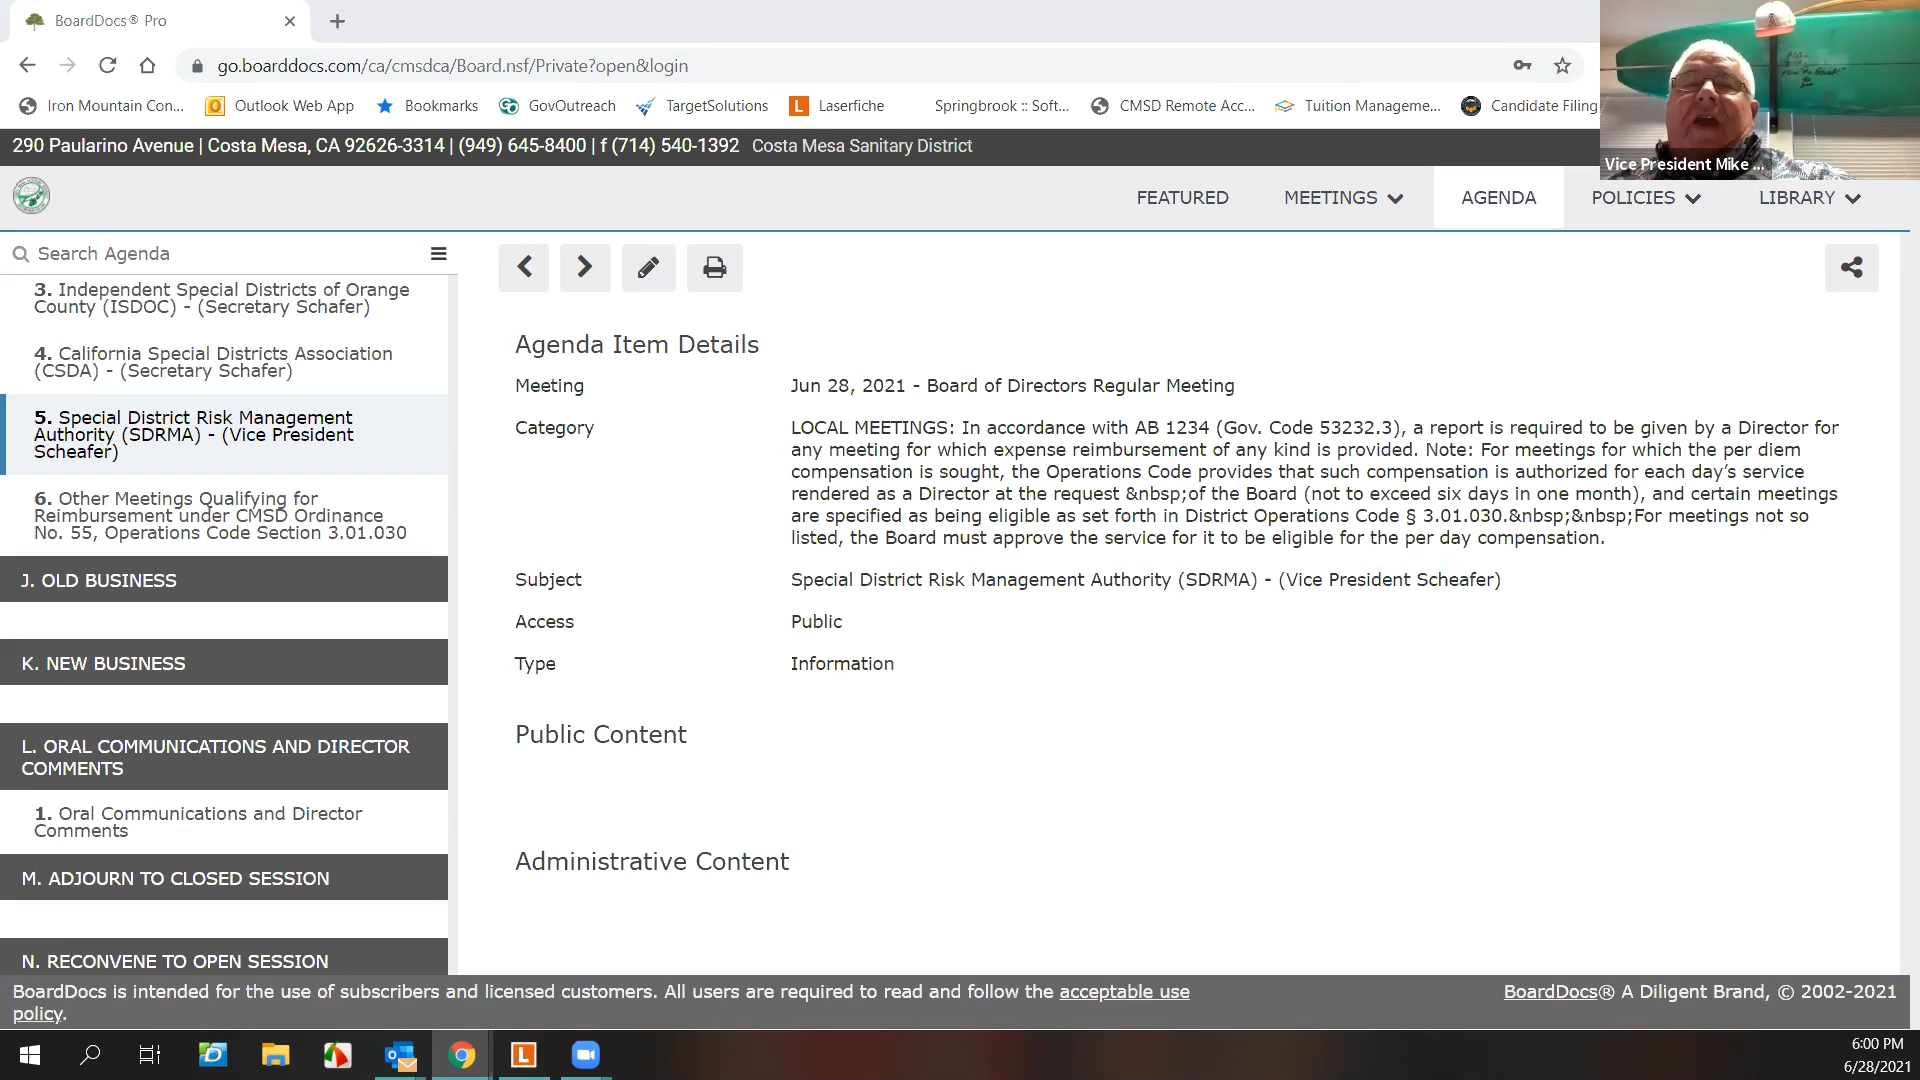 BoardDocs® Pro
go.boarddocs.com/ca/cmsdca/Board.nsf/Private?open&login
Iron Mountain Con... Outlook Web App Bookmarks GovOutreach TargetSolutions Laserfiche Springbrook :: Soft... CMSD Remote Acc... Tuition Manageme... Candidate Filing
290 Paularino Avenue | Costa Mesa, CA 92626-3314 | (949) 645-8400 | f (714) 540-1392 Costa Mesa Sanitary District
Vice President Mike ...
FEATURED MEETINGS AGENDA POLICIES LIBRARY
Search Agenda
3. Independent Special Districts of Orange
County (ISDOC) - (Secretary Schafer)
4. California Special Districts Association
(CSDA) - (Secretary Schafer)
5. Special District Risk Management
Authority (SDRMA) - (Vice President
Scheafer)
6. Other Meetings Qualifying for
Reimbursement under CMSD Ordinance
No. 55, Operations Code Section 3.01.030
J. OLD BUSINESS
K. NEW BUSINESS
L. ORAL COMMUNICATIONS AND DIRECTOR
COMMENTS
1. Oral Communications and Director
Comments
M. ADJOURN TO CLOSED SESSION
N. RECONVENE TO OPEN SESSION
Agenda Item Details
Meeting Jun 28, 2021 - Board of Directors Regular Meeting
Category LOCAL MEETINGS: In accordance with AB 1234 (Gov. Code 53232.3), a report is required to be given by a Director for
any meeting for which expense reimbursement of any kind is provided. Note: For meetings for which the per diem
compensation is sought, the Operations Code provides that such compensation is authorized for each day’s service
rendered as a Director at the request &nbsp;of the Board (not to exceed six days in one month), and certain meetings
are specified as being eligible as set forth in District Operations Code § 3.01.030.&nbsp;&nbsp;For meetings not so
listed, the Board must approve the service for it to be eligible for the per day compensation.
Subject Special District Risk Management Authority (SDRMA) - (Vice President Scheafer)
Access Public
Type Information
Public Content
Administrative Content
BoardDocs is intended for the use of subscribers and licensed customers. All users are required to read and follow the acceptable use
policy.
BoardDocs® A Diligent Brand, © 2002-2021
6:00 PM
6/28/2021